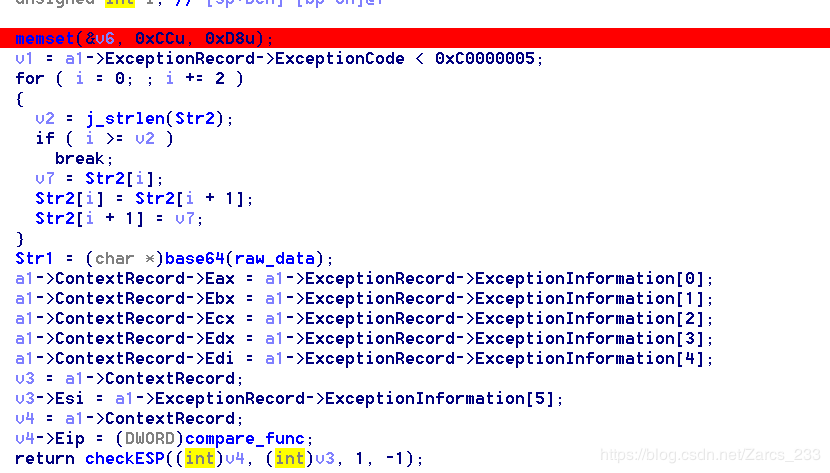 unsigned int i; // [sp+DCh] [bp-8h]@1
memset(&v6, 0xCCu, 0xD8u);
v1 = a1->ExceptionRecord->ExceptionCode < 0xC0000005;
for ( i = 0; ; i += 2 )
{
v2 = j_strlen(Str2);
if ( i >= v2 )
break;
v7 = Str2[i];
Str2[i] = Str2[i + 1];
Str2[i + 1] = v7;
}
Str1 = (char *)base64(raw_data);
a1->ContextRecord->Eax = a1->ExceptionRecord->ExceptionInformation[0];
a1->ContextRecord->Ebx = a1->ExceptionRecord->ExceptionInformation[1];
a1->ContextRecord->Ecx = a1->ExceptionRecord->ExceptionInformation[2];
a1->ContextRecord->Edx = a1->ExceptionRecord->ExceptionInformation[3];
a1->ContextRecord->Edi = a1->ExceptionRecord->ExceptionInformation[4];
v3 = a1->ContextRecord;
v3->Esi = a1->ExceptionRecord->ExceptionInformation[5];
v4 = a1->ContextRecord;
v4->Eip = (DWORD)compare_func;
return checkESP((int)v4, (int)v3, 1, -1);
https://blog.csdn.net/Zarcs_233